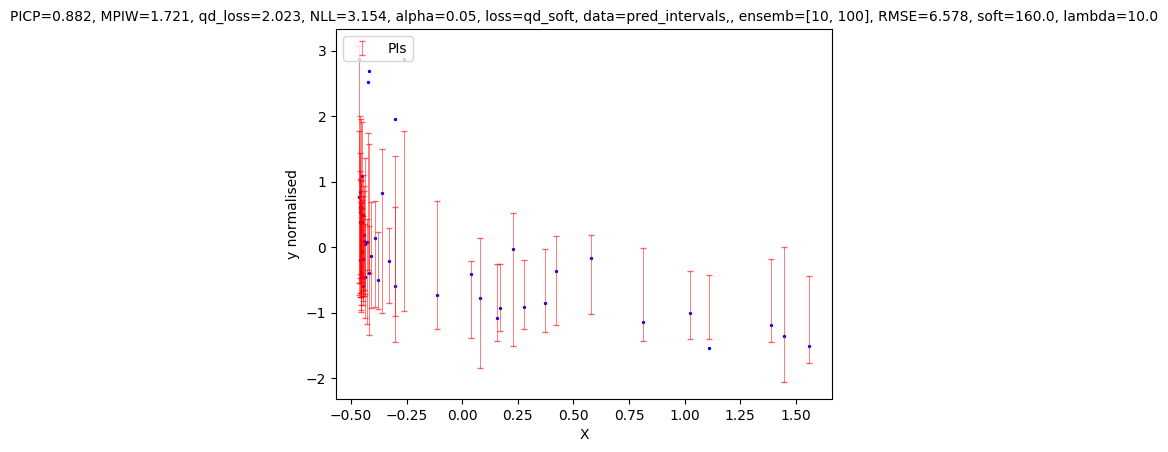 PICP=0.882, MPIW=1.721, qd_loss=2.023, NLL=3.154, alpha=0.05, loss=qd_soft, data=pred_intervals,, ensemb=[10, 100], RMSE=6.578, soft=160.0, lambda=10.0
PIs
3
2
1
0
−1
−2
y normalised
−0.50 −0.25 0.00 0.25 0.50 0.75 1.00 1.25 1.50
X